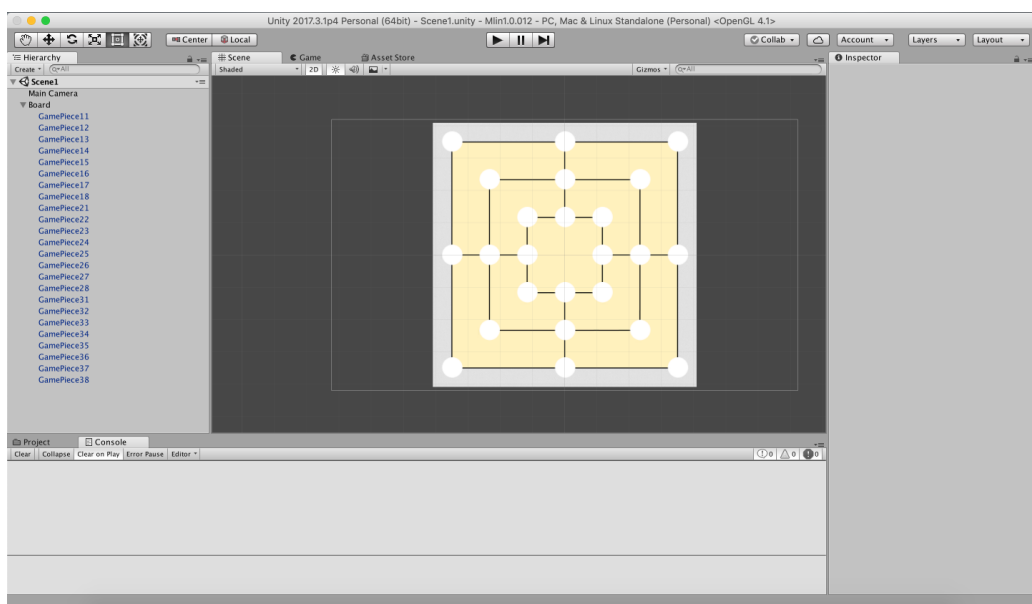 Unity 2017.3.1p4 Personal (64bit) - Scene1.unity - Mlin1.0.012 - PC, Mac & Linux Standalone (Personal) <OpenGL 4.1>
Center Local Collab Account Layers Layout
Hierarchy Scene Game Asset Store Inspector
Create All Shaded 2D Gizmos All
Scene1
Main Camera
Board
GamePiece11
GamePiece12
GamePiece13
GamePiece14
GamePiece15
GamePiece16
GamePiece17
GamePiece18
GamePiece21
GamePiece22
GamePiece23
GamePiece24
GamePiece25
GamePiece26
GamePiece27
GamePiece28
GamePiece31
GamePiece32
GamePiece33
GamePiece34
GamePiece35
GamePiece36
GamePiece37
GamePiece38
Project Console
Clear Collapse Clear on Play Error Pause Editor 0 0 0